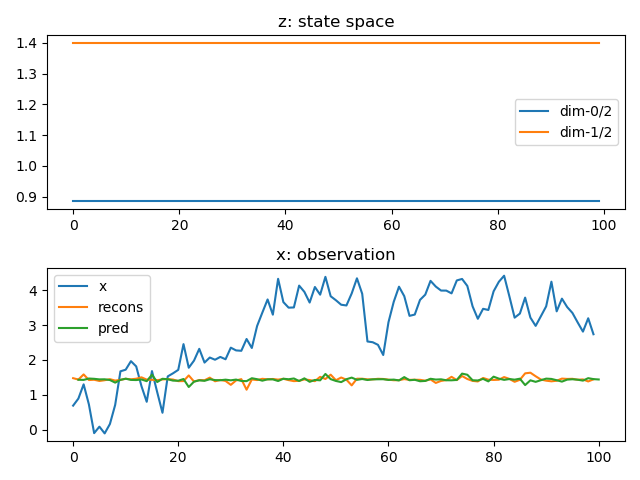 z: state space
1.4
1.3
1.2
1.1
1.0
0.9
dim-0/2
dim-1/2
0 20 40 60 80 100
x: observation
4
3
2
1
0
x
recons
pred
0 20 40 60 80 100